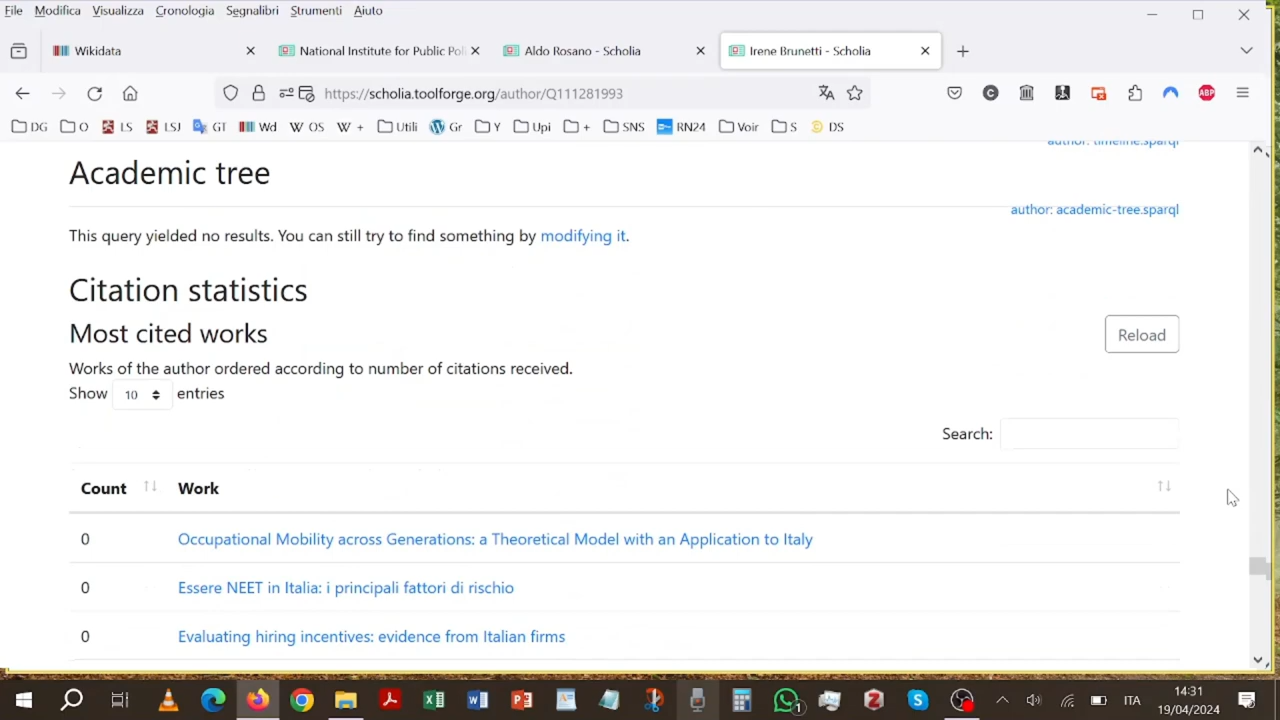 File Modifica Visualizza Cronologia Segnalibri Strumenti Aiuto
Wikidata National Institute for Public Poli Aldo Rosano - Scholia Irene Brunetti - Scholia
https://scholia.toolforge.org/author/Q111281993
DG O LS LSJ GT Wd OS + Utili Gr Y Upi + SNS RN24 Voir S DS
author: timeline.sparql
Academic tree
author: academic-tree.sparql
This query yielded no results. You can still try to find something by modifying it.
Citation statistics
Most cited works
Reload
Works of the author ordered according to number of citations received.
Show 10 entries
Search:
Count Work
0 Occupational Mobility across Generations: a Theoretical Model with an Application to Italy
0 Essere NEET in Italia: i principali fattori di rischio
0 Evaluating hiring incentives: evidence from Italian firms
ITA
14:31
19/04/2024